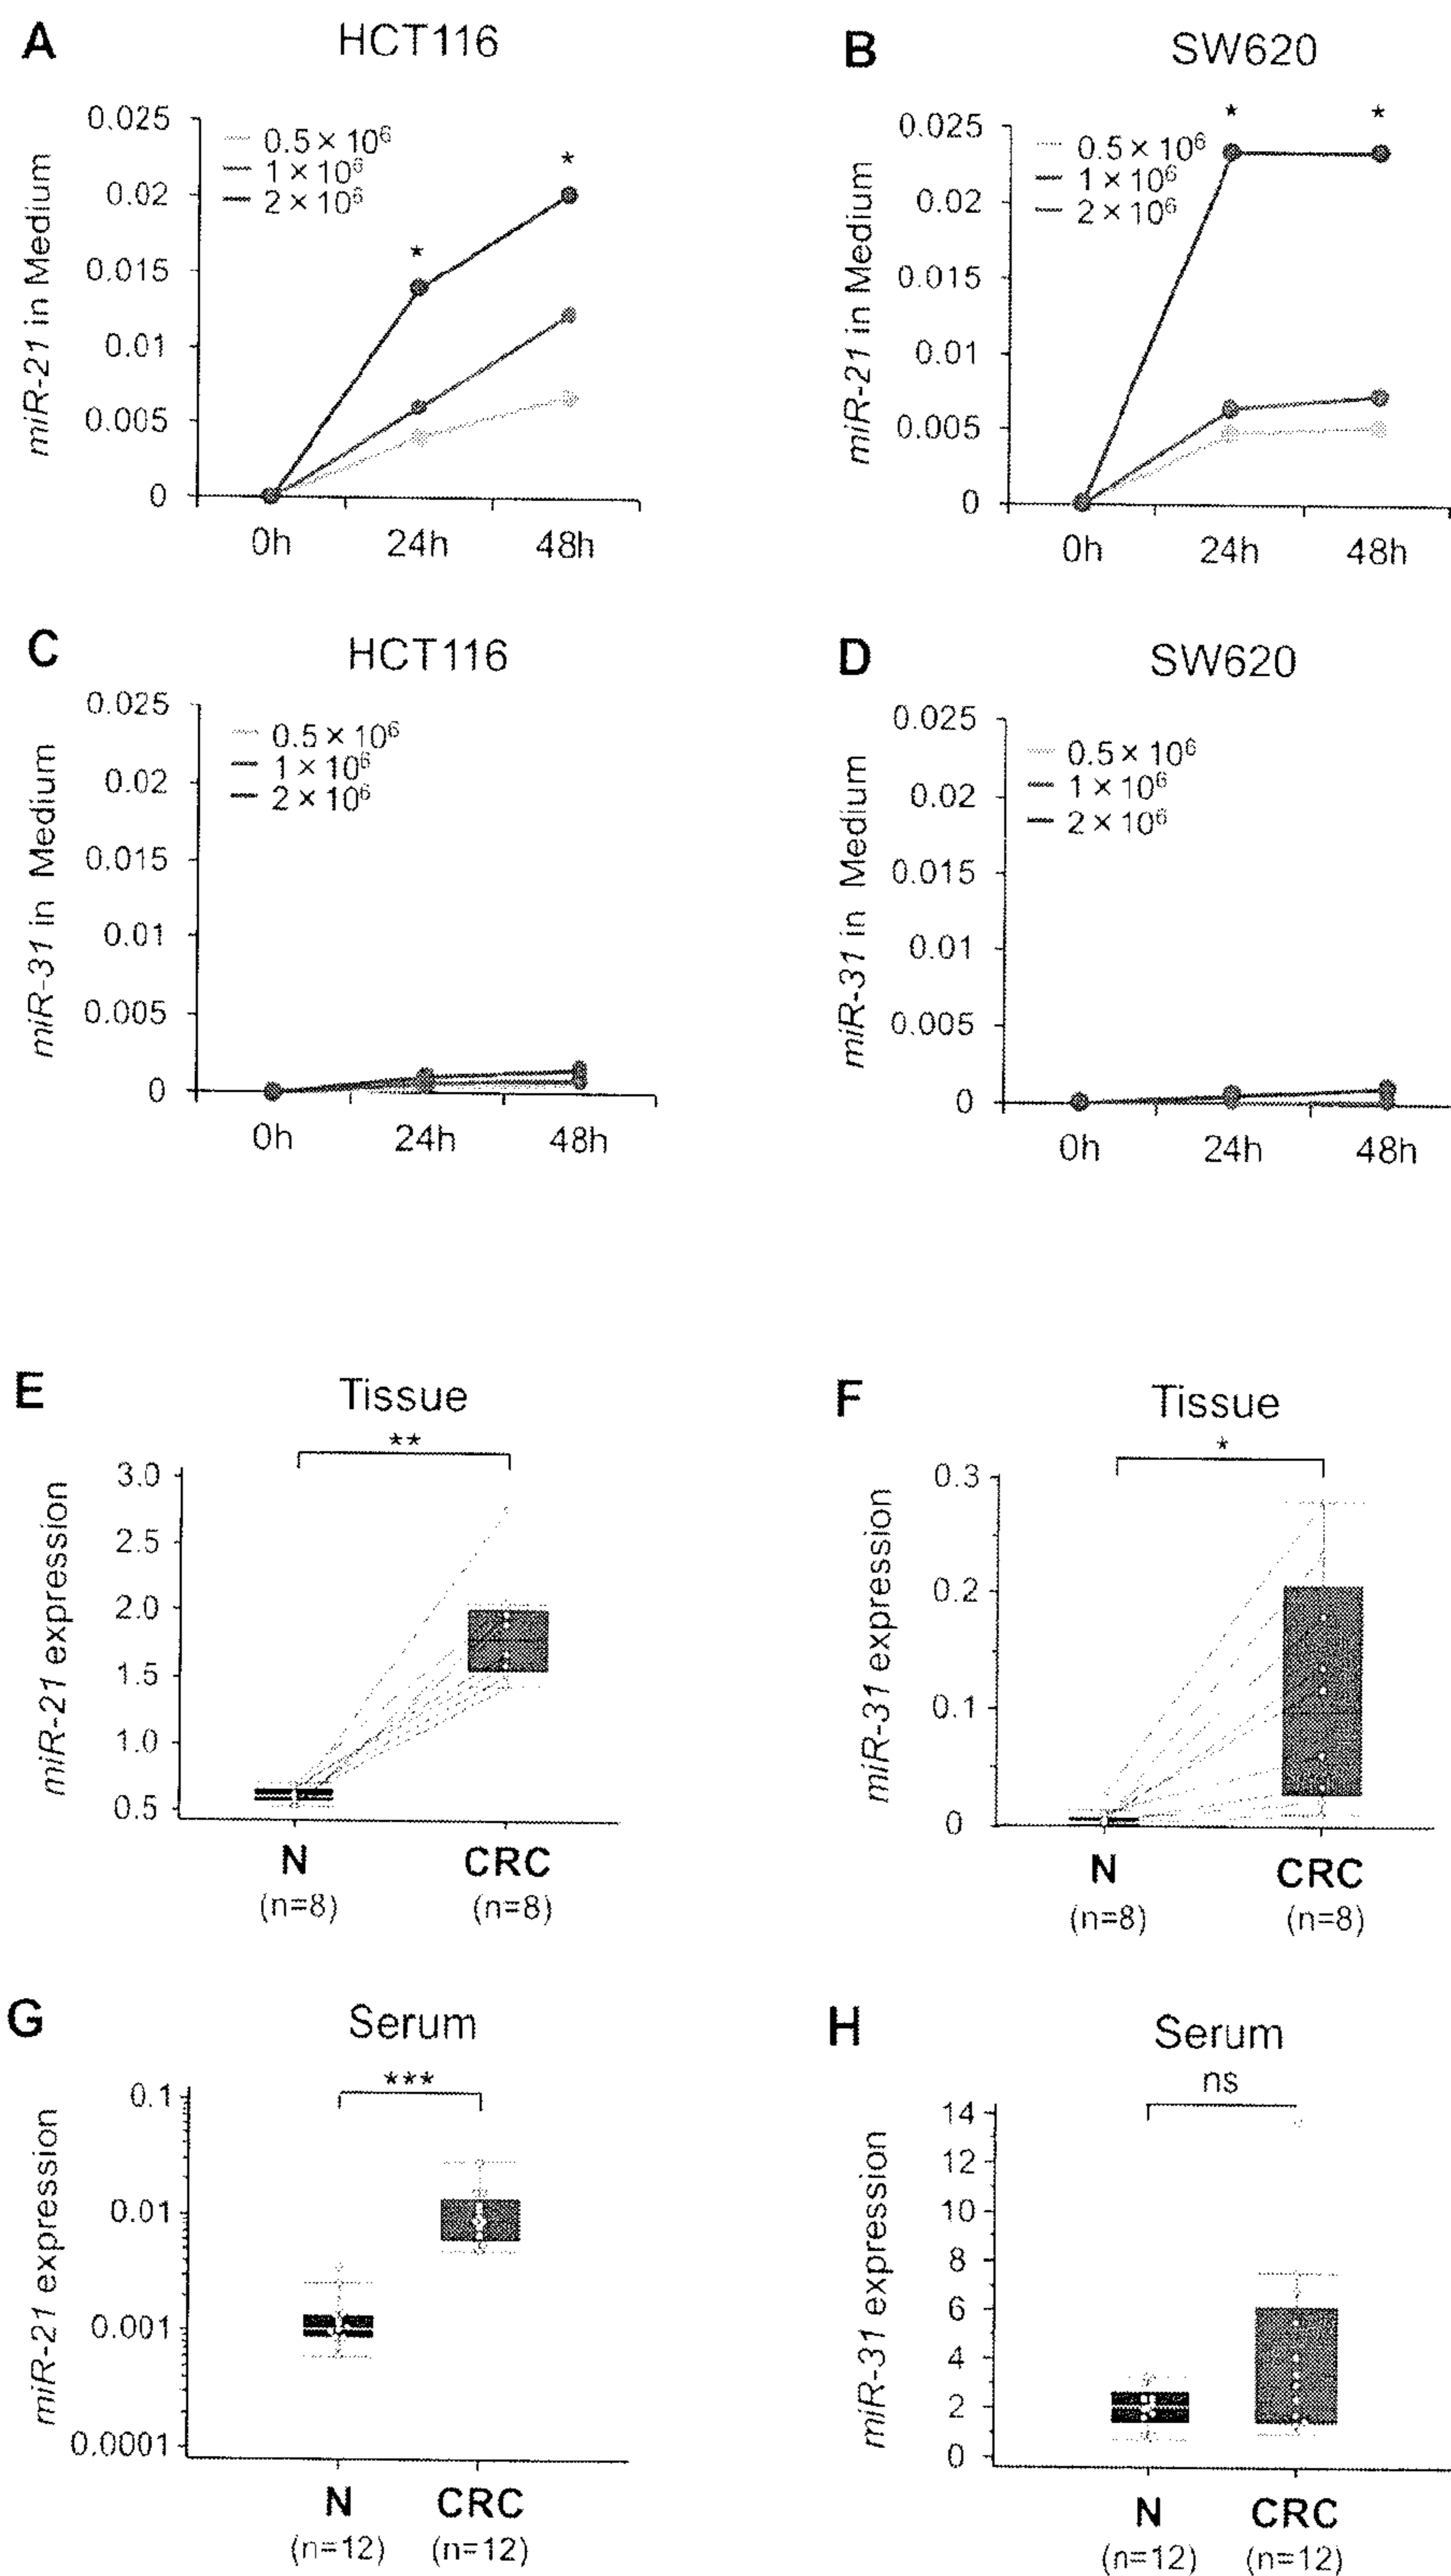 A
HCT116
miR-21 in Medium
0.025
0.02
0.015
0.01
0.005
0
0.5 × 10⁶
1 × 10⁶
2 × 10⁶
*
*
0h 24h 48h
B
SW620
miR-21 in Medium
0.025
0.02
0.015
0.01
0.005
0
0.5 × 10⁶
1 × 10⁶
2 × 10⁶
* *
0h 24h 48h
C
HCT116
miR-31 in Medium
0.025
0.02
0.015
0.01
0.005
0
0.5 × 10⁶
1 × 10⁶
2 × 10⁶
0h 24h 48h
D
SW620
miR-31 in Medium
0.025
0.02
0.015
0.01
0.005
0
0.5 × 10⁶
1 × 10⁶
2 × 10⁶
0h 24h 48h
E
Tissue
**
miR-21 expression
3.0
2.5
2.0
1.5
1.0
0.5
N CRC
(n=8) (n=8)
F
Tissue
*
miR-31 expression
0.3
0.2
0.1
0
N CRC
(n=8) (n=8)
G
Serum
***
miR-21 expression
0.1
0.01
0.001
0.0001
N CRC
(n=12) (n=12)
H
Serum
ns
miR-31 expression
14
12
10
8
6
4
2
0
N CRC
(n=12) (n=12)